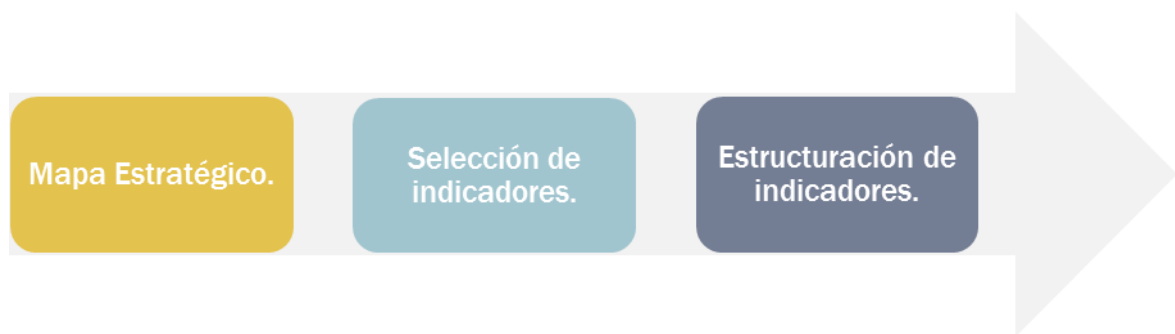 Mapa Estratégico.
Selección de
indicadores.
Estructuración de
indicadores.